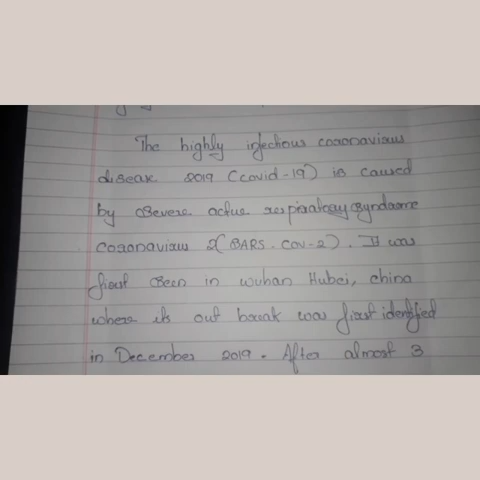 The highly infectious coronavirus
disease 2019 (covid-19) is caused
by severe actue respiratory syndrome
coronavirus 2(SARS. COV-2). It was
first seen in wuhan Hubei, china
where its out break was first identified
in December 2019. After almost 3